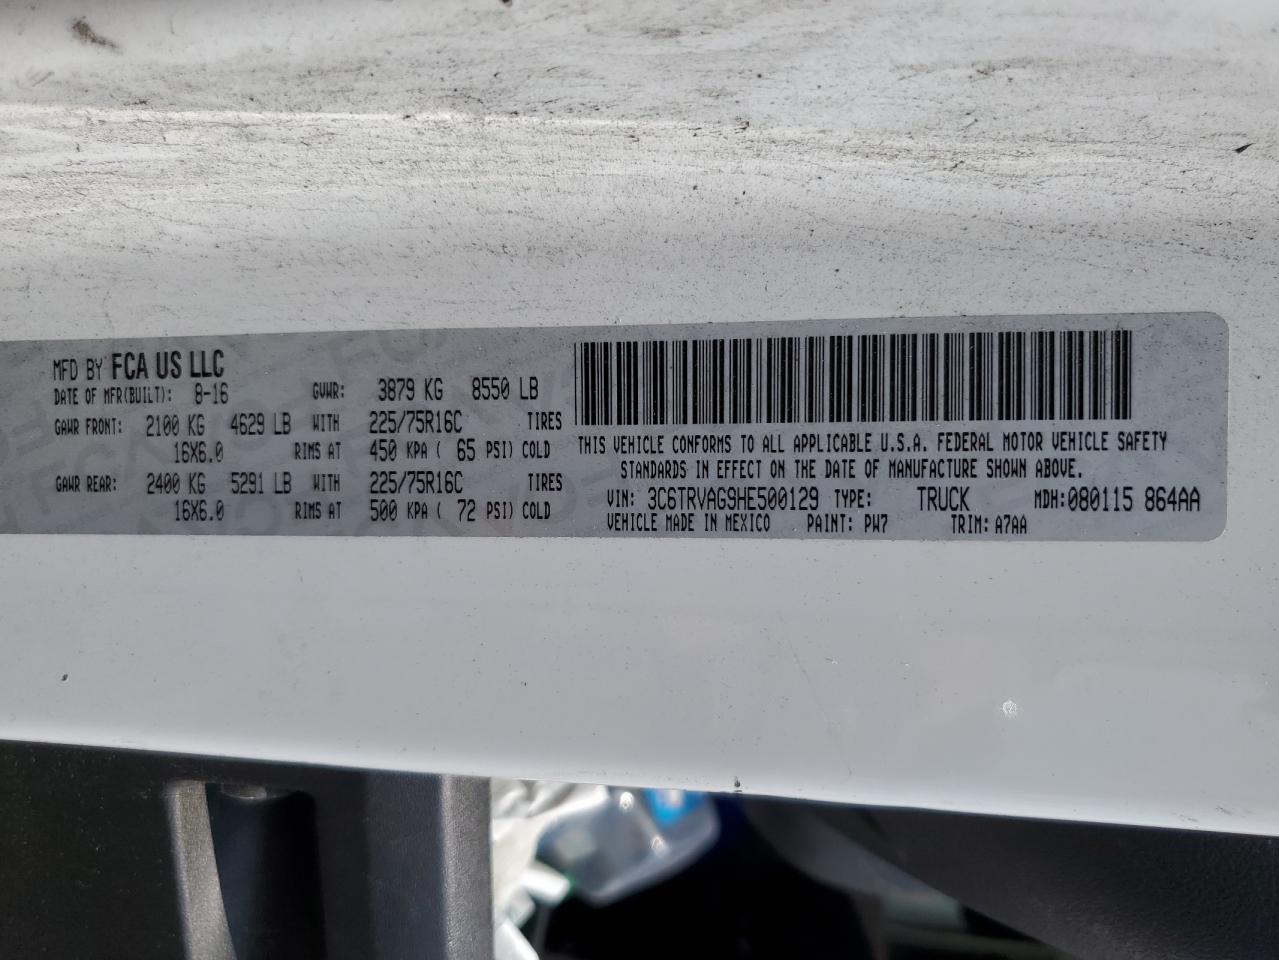 MFD BY FCA US LLC
DATE OF MFR(BUILT): 8-16 GVWR: 3879 KG 8550 LB
GAWR FRONT: 2100 KG 4629 LB WITH 225/75R16C TIRES
16X6.0 RIMS AT 450 KPA ( 65 PSI) COLD
GAWR REAR: 2400 KG 5291 LB WITH 225/75R16C TIRES
16X6.0 RIMS AT 500 KPA ( 72 PSI) COLD
THIS VEHICLE CONFORMS TO ALL APPLICABLE U.S.A. FEDERAL MOTOR VEHICLE SAFETY
STANDARDS IN EFFECT ON THE DATE OF MANUFACTURE SHOWN ABOVE.
VIN: 3C6TRVAG9HE500129 TYPE: TRUCK MDH:080115 864AA
VEHICLE MADE IN MEXICO PAINT: PW7 TRIM: A7AA